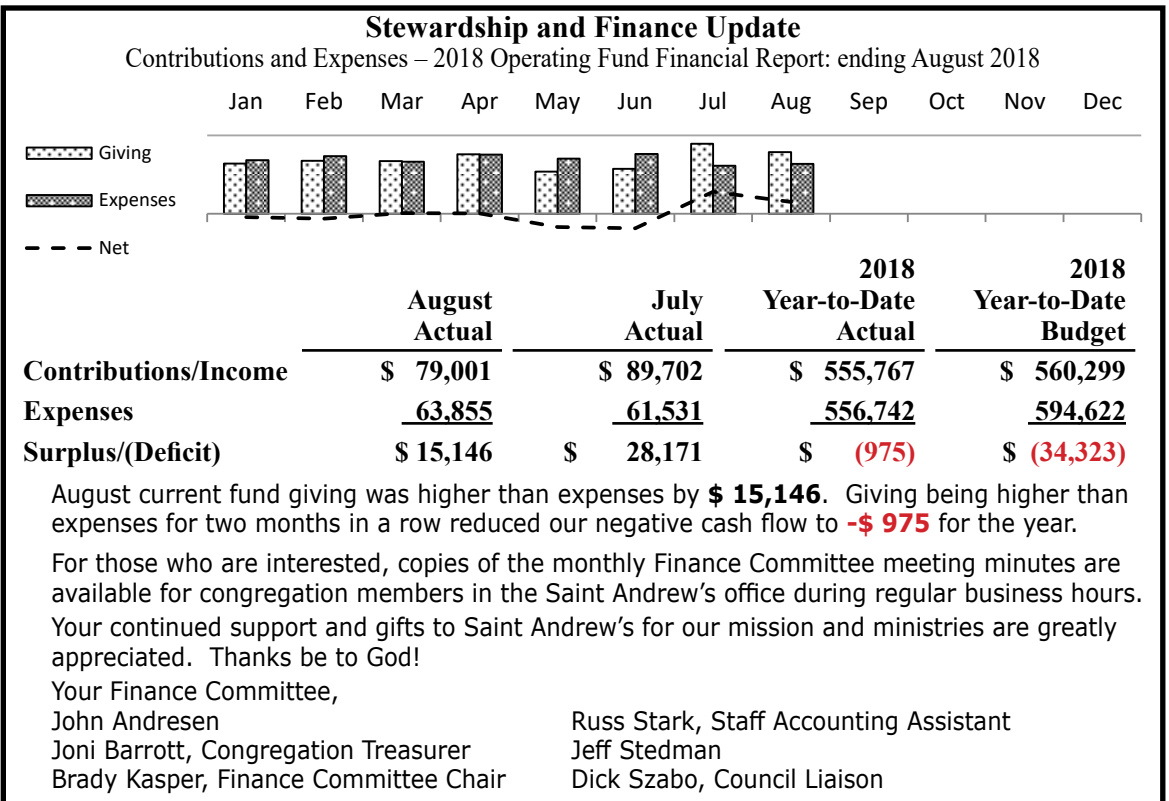 Stewardship and Finance Update
Contributions and Expenses – 2018 Operating Fund Financial Report: ending August 2018
Jan Feb Mar Apr May Jun Jul Aug Sep Oct Nov Dec
Giving
Expenses
Net
2018 2018
August July Year-to-Date Year-to-Date
Actual Actual Actual Budget
Contributions/Income $ 79,001 $ 89,702 $ 555,767 $ 560,299
Expenses 63,855 61,531 556,742 594,622
Surplus/(Deficit) $ 15,146 $ 28,171 $ (975) $ (34,323)
August current fund giving was higher than expenses by $ 15,146. Giving being higher than
expenses for two months in a row reduced our negative cash flow to -$ 975 for the year.
For those who are interested, copies of the monthly Finance Committee meeting minutes are
available for congregation members in the Saint Andrew's office during regular business hours.
Your continued support and gifts to Saint Andrew's for our mission and ministries are greatly
appreciated. Thanks be to God!
Your Finance Committee,
John Andresen Russ Stark, Staff Accounting Assistant
Joni Barrott, Congregation Treasurer Jeff Stedman
Brady Kasper, Finance Committee Chair Dick Szabo, Council Liaison